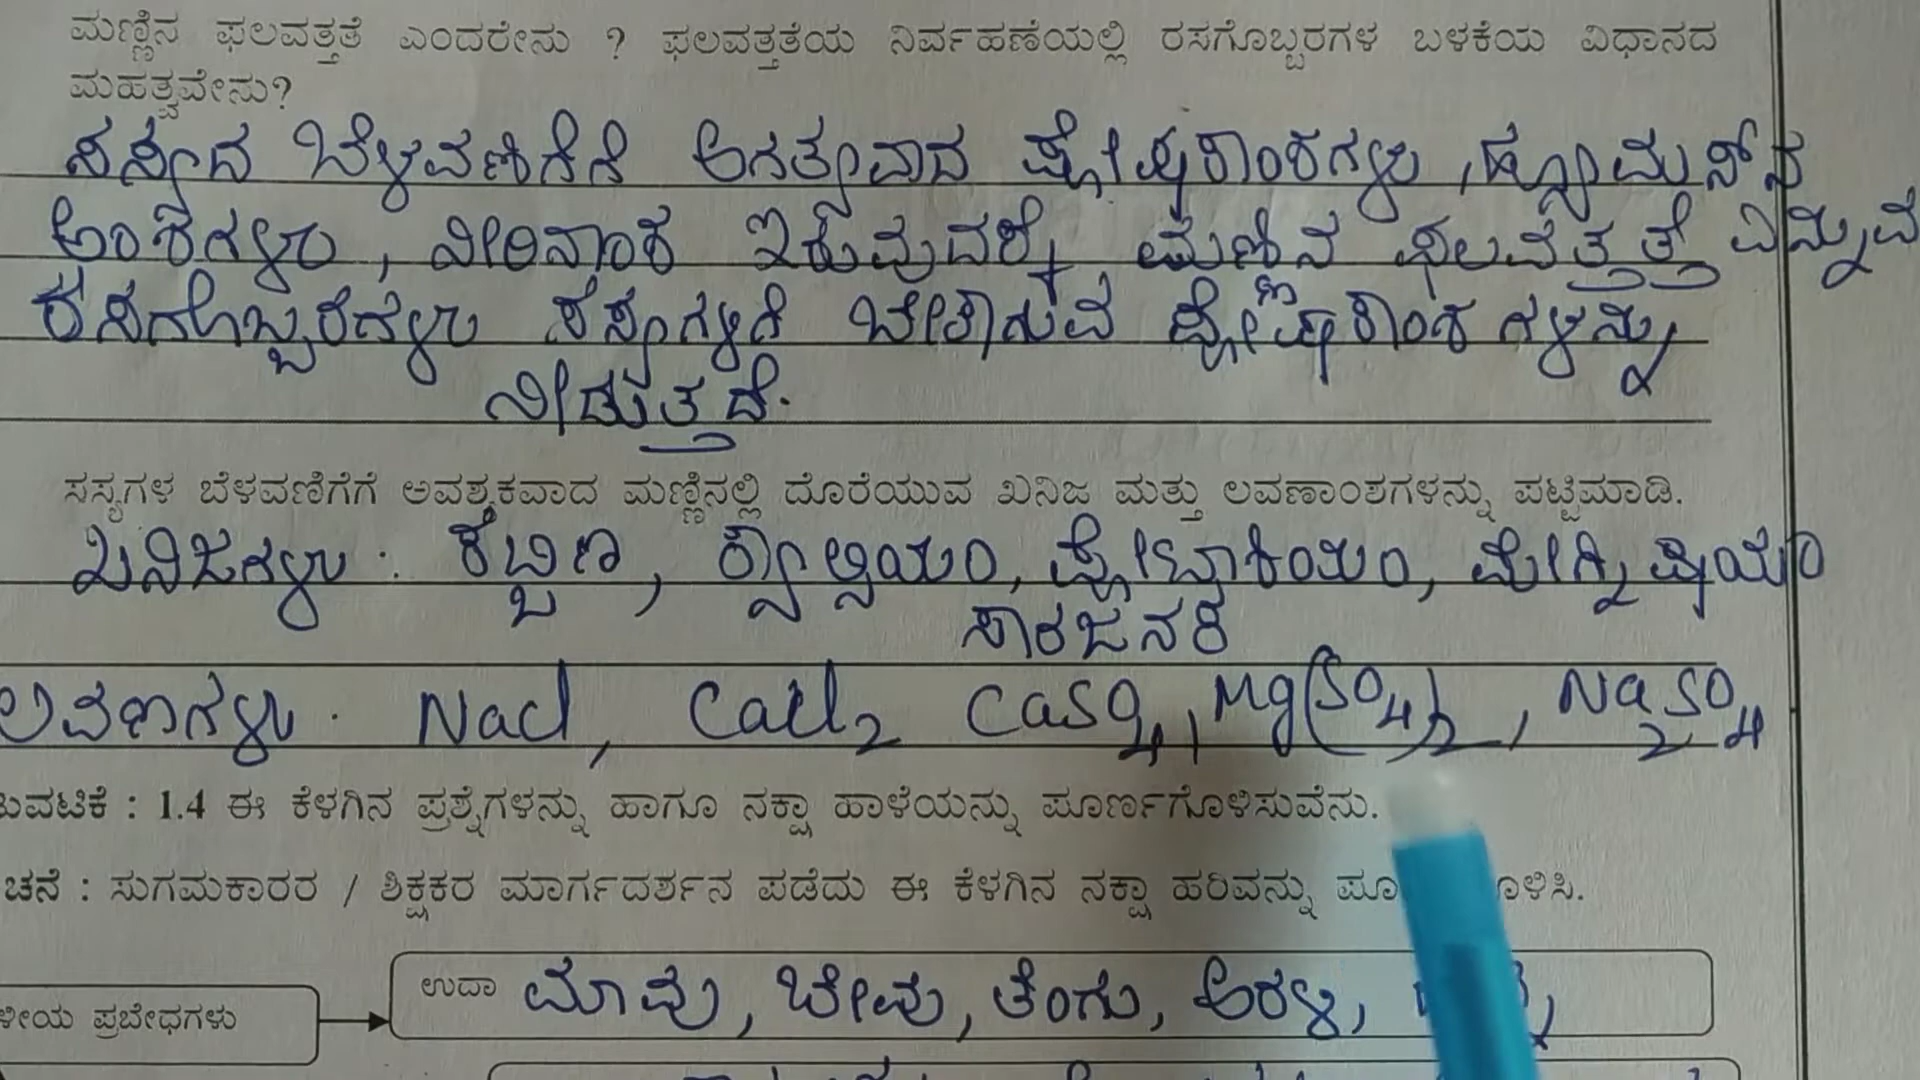 ಮಣ್ಣಿನ ಫಲವತ್ತತೆ ಎಂದರೇನು ? ಫಲವತ್ತತೆಯ ನಿರ್ವಹಣೆಯಲ್ಲಿ ರಸಗೊಬ್ಬರಗಳ ಬಳಕೆಯ ವಿಧಾನದ
ಮಹತ್ವವೇನು?
ಸಸ್ಯದ ಬೆಳವಣಿಗೆಗೆ ಅಗತ್ಯವಾದ ಪೋಷಕಾಂಶಗಳು ,ಹ್ಯೂಮಸ್‌ನ
ಅಂಶಗಳು , ನೀರಿನಾಂಶ ಇರುವುದಕ್ಕೆ ಮಣಿನ ಫಲವತ್ತತ್ತೆ ಎನ್ನುವೆ
ರಸಗೊಬ್ಬರಗಳು ಸಸ್ಯಗಳಿಗೆ ಬೇಕಾಗುವ ಪೋಷಕಾಂಶಗಳನ್ನು
ನೀಡುತ್ತದೆ.
ಸಸ್ಯಗಳ ಬೆಳವಣಿಗೆಗೆ ಅವಶ್ಯಕವಾದ ಮಣ್ಣಿನಲ್ಲಿ ದೊರೆಯುವ ಖನಿಜ ಮತ್ತು ಲವಣಾಂಶಗಳನ್ನು ಪಟ್ಟಿಮಾಡಿ.
ಖನಿಜಗಳು : ಕಬ್ಬಿಣ , ಕ್ಯಾಲ್ಸಿಯಂ, ಪೋಟ್ಯಾಶಿಯಂ, ಮೆಗ್ನಿಷಿಯಂ
ಸಾರಜನಕ
ಲವಣಗಳು . Nacl , Cacl₂ CaSO₄, Mg(SO₄)₂ , Na₂SO₄
ಟುವಟಿಕೆ : 1.4 ಈ ಕೆಳಗಿನ ಪ್ರಶ್ನೆಗಳನ್ನು ಹಾಗೂ ನಕ್ಷಾ ಹಾಳೆಯನ್ನು ಪೂರ್ಣಗೊಳಿಸುವೆನು.
ಚನೆ : ಸುಗಮಕಾರರ / ಶಿಕ್ಷಕರ ಮಾರ್ಗದರ್ಶನ ಪಡೆದು ಈ ಕೆಳಗಿನ ನಕ್ಷಾ ಹರಿವನ್ನು
ಉದಾ ಮಾವು, ಬೇವು, ತೆಂಗು, ಅರಳಿ,
ಳೀಯ ಪ್ರಬೇಧಗಳು